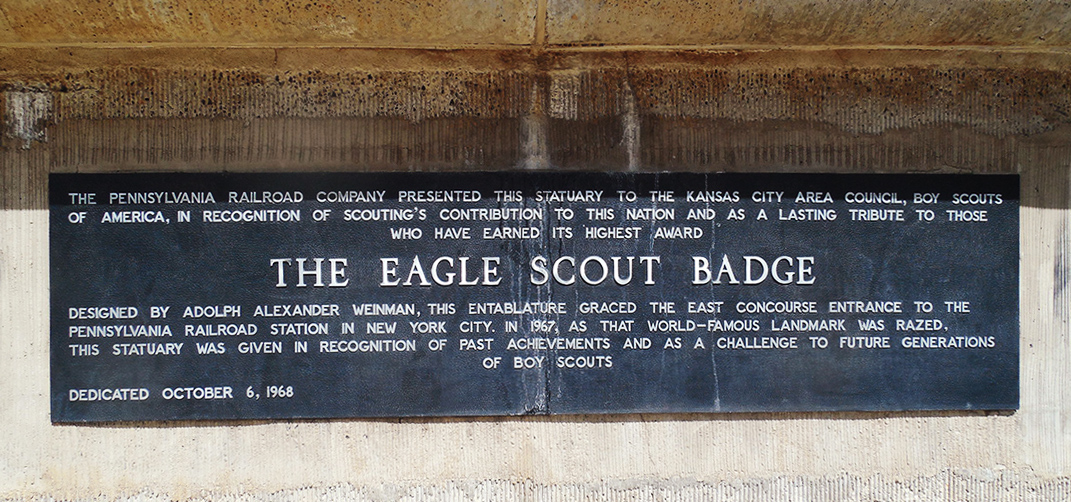 THE PENNSYLVANIA RAILROAD COMPANY PRESENTED THIS STATUARY TO THE KANSAS CITY AREA COUNCIL, BOY SCOUTS
OF AMERICA, IN RECOGNITION OF SCOUTING'S CONTRIBUTION TO THIS NATION AND AS A LASTING TRIBUTE TO THOSE
WHO HAVE EARNED ITS HIGHEST AWARD
THE EAGLE SCOUT BADGE
DESIGNED BY ADOLPH ALEXANDER WEINMAN, THIS ENTABLATURE GRACED THE EAST CONCOURSE ENTRANCE TO THE
PENNSYLVANIA RAILROAD STATION IN NEW YORK CITY. IN 1967, AS THAT WORLD-FAMOUS LANDMARK WAS RAZED,
THIS STATUARY WAS GIVEN IN RECOGNITION OF PAST ACHIEVEMENTS AND AS A CHALLENGE TO FUTURE GENERATIONS
OF BOY SCOUTS
DEDICATED OCTOBER 6, 1968